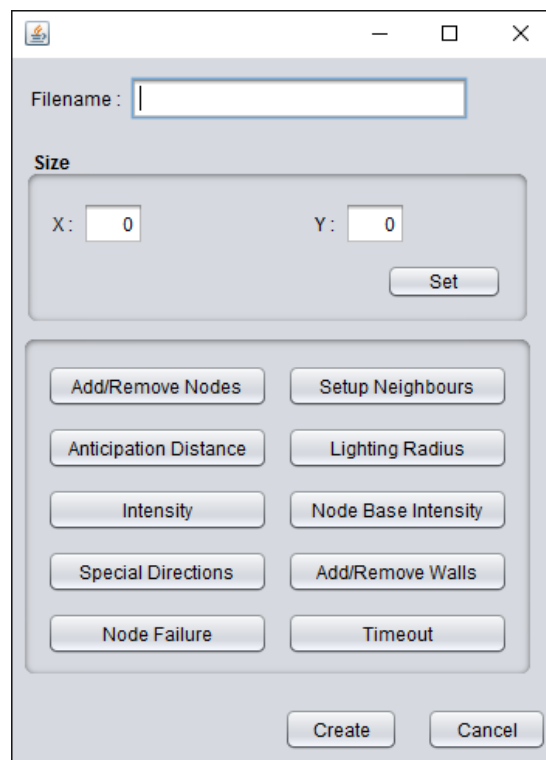 Filename :
Size
X : 0 Y : 0
Set
Add/Remove Nodes Setup Neighbours
Anticipation Distance Lighting Radius
Intensity Node Base Intensity
Special Directions Add/Remove Walls
Node Failure Timeout
Create Cancel